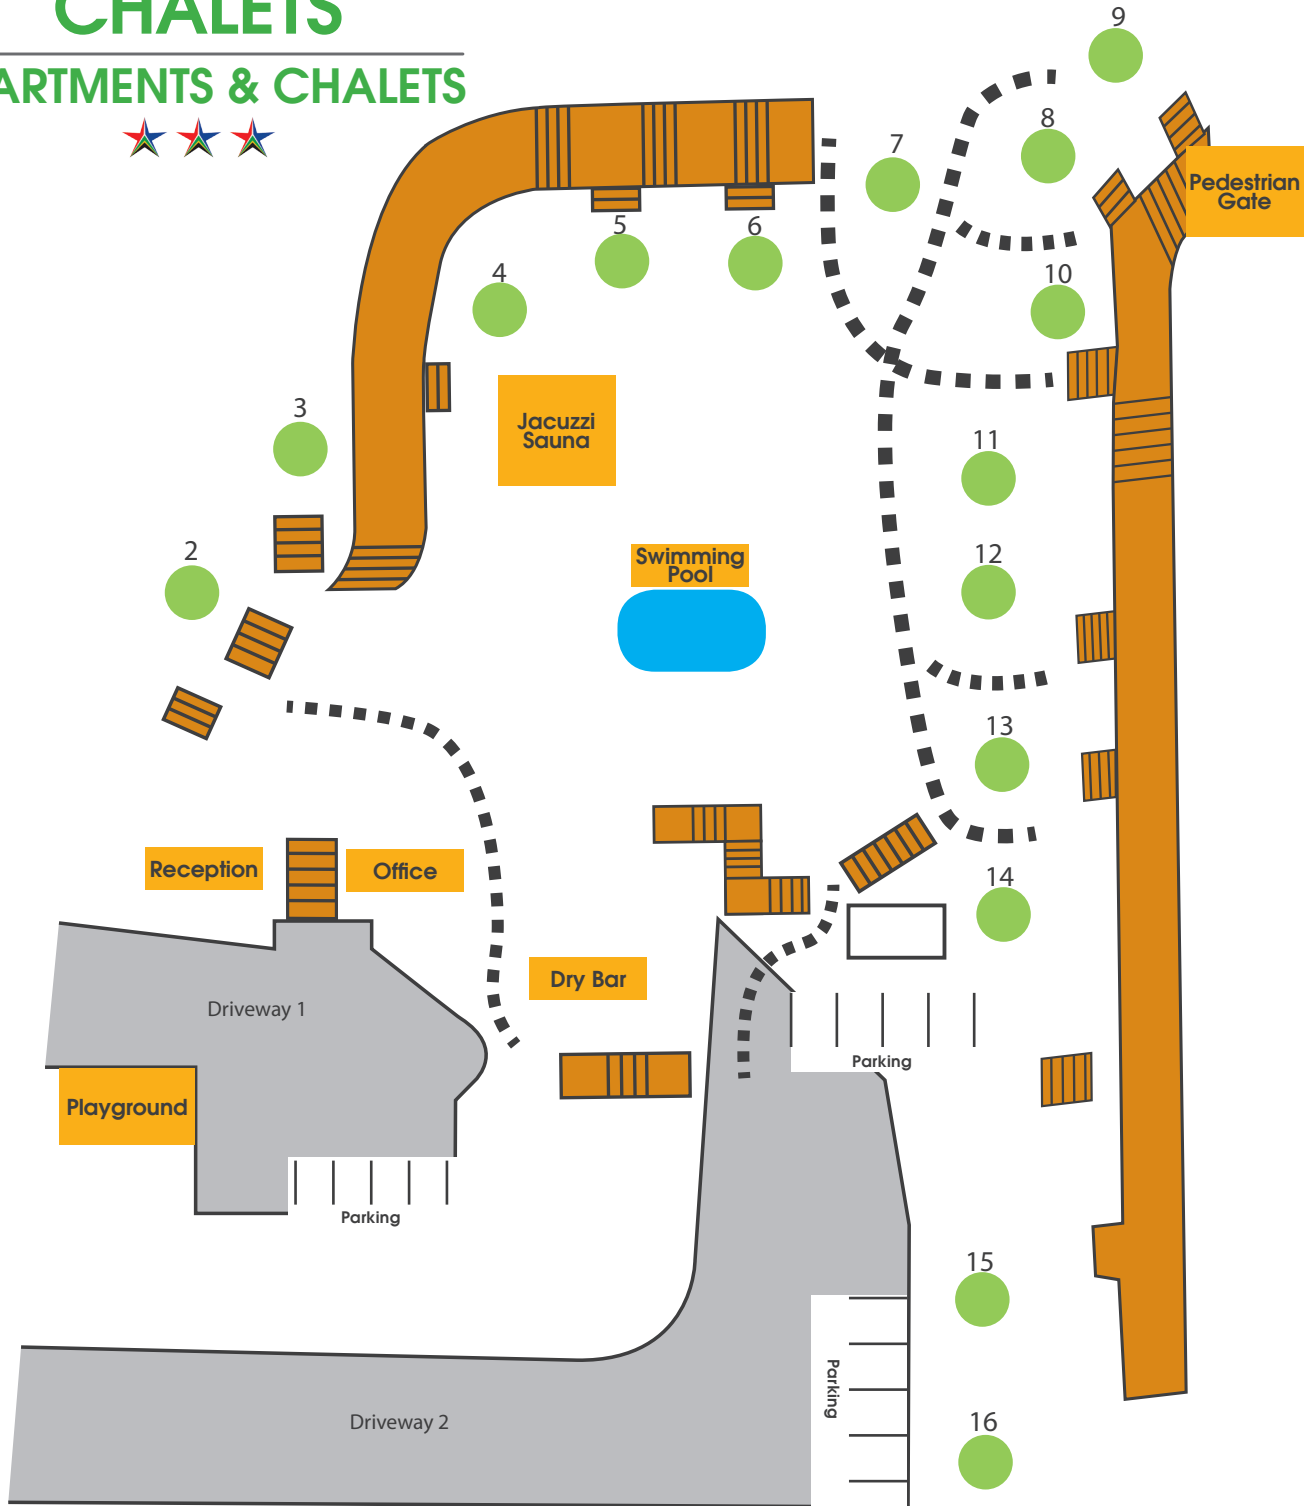 CHALETS
ARTMENTS & CHALETS
9
8
7
Pedestrian
Gate
5
6
4
10
3
Jacuzzi
Sauna
11
2
Swimming
Pool
12
13
Reception
Office
14
Dry Bar
Driveway 1
Parking
Playground
Parking
15
Parking
Driveway 2
16